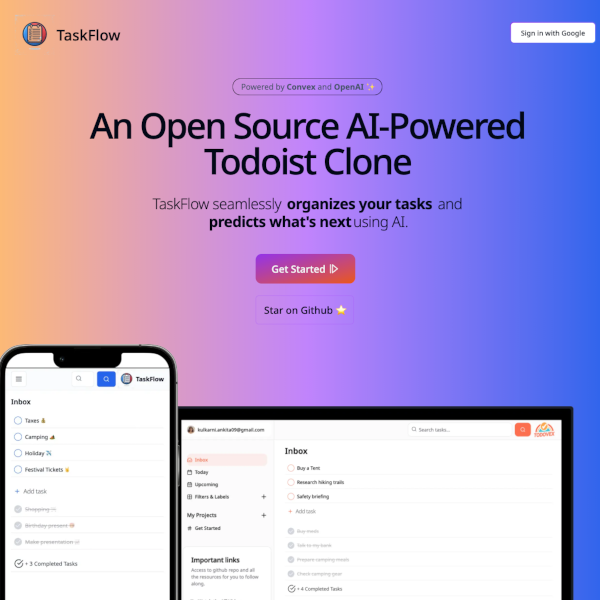 TaskFlow
Sign in with Google
Powered by Convex and OpenAI ✨
An Open Source AI-Powered
Todoist Clone
TaskFlow seamlessly organizes your tasks and
predicts what's next using AI.
Get Started
Star on Github ⭐
TaskFlow
Inbox
Taxes 💰
Camping 🏕️
Holiday ✈️
Festival Tickets
+ Add task
Shopping
Birthday present
Make presentation
+ 3 Completed Tasks
kulkarni.ankita09@gmail.com
Search tasks...
TODOVEX
Inbox
Today
Upcoming
Filters & Labels +
My Projects +
# Get Started
Important links
Access to github repo and all
the resources for you to follow
along.
Inbox
Buy a Tent
Research hiking trails
Safety briefing
+ Add task
Buy meds
Talk to my bank
Prepare camping meals
Check camping gear
+ 4 Completed Tasks